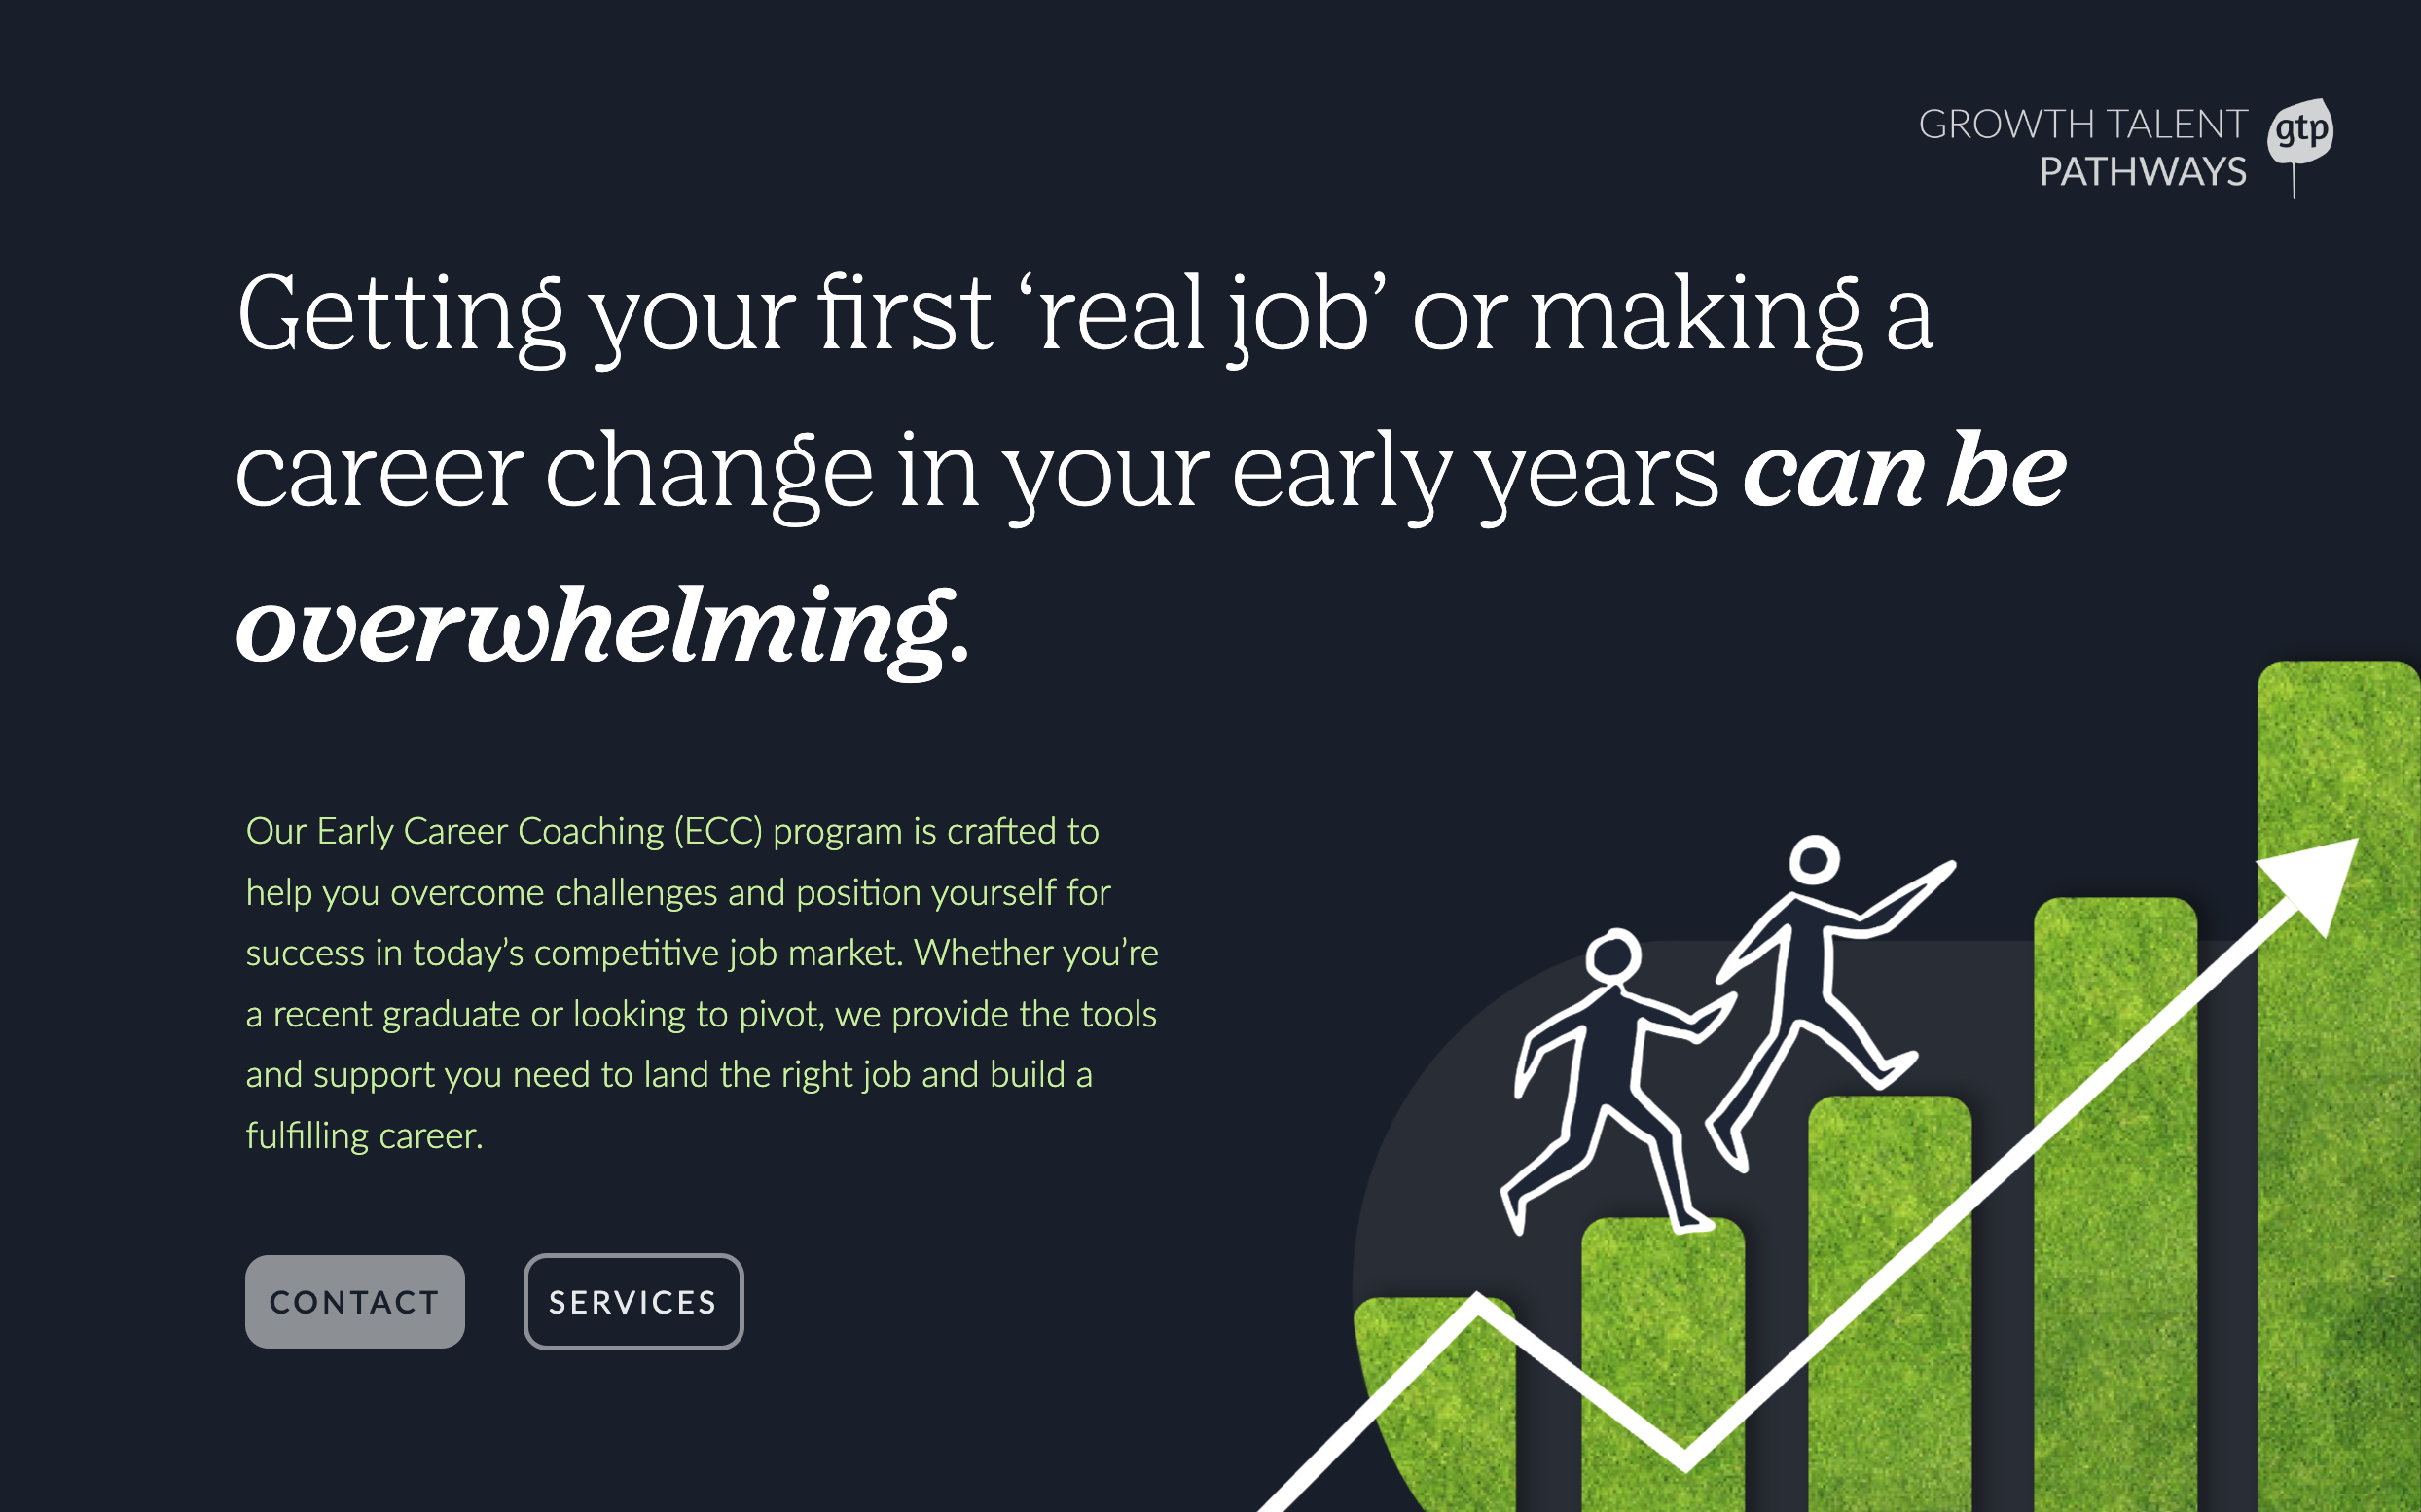 GROWTH TALENT
PATHWAYS
gtp
Getting your first ‘real job’ or making a
career change in your early years can be
overwhelming.
Our Early Career Coaching (ECC) program is crafted to
help you overcome challenges and position yourself for
success in today’s competitive job market. Whether you’re
a recent graduate or looking to pivot, we provide the tools
and support you need to land the right job and build a
fulfilling career.
CONTACT
SERVICES